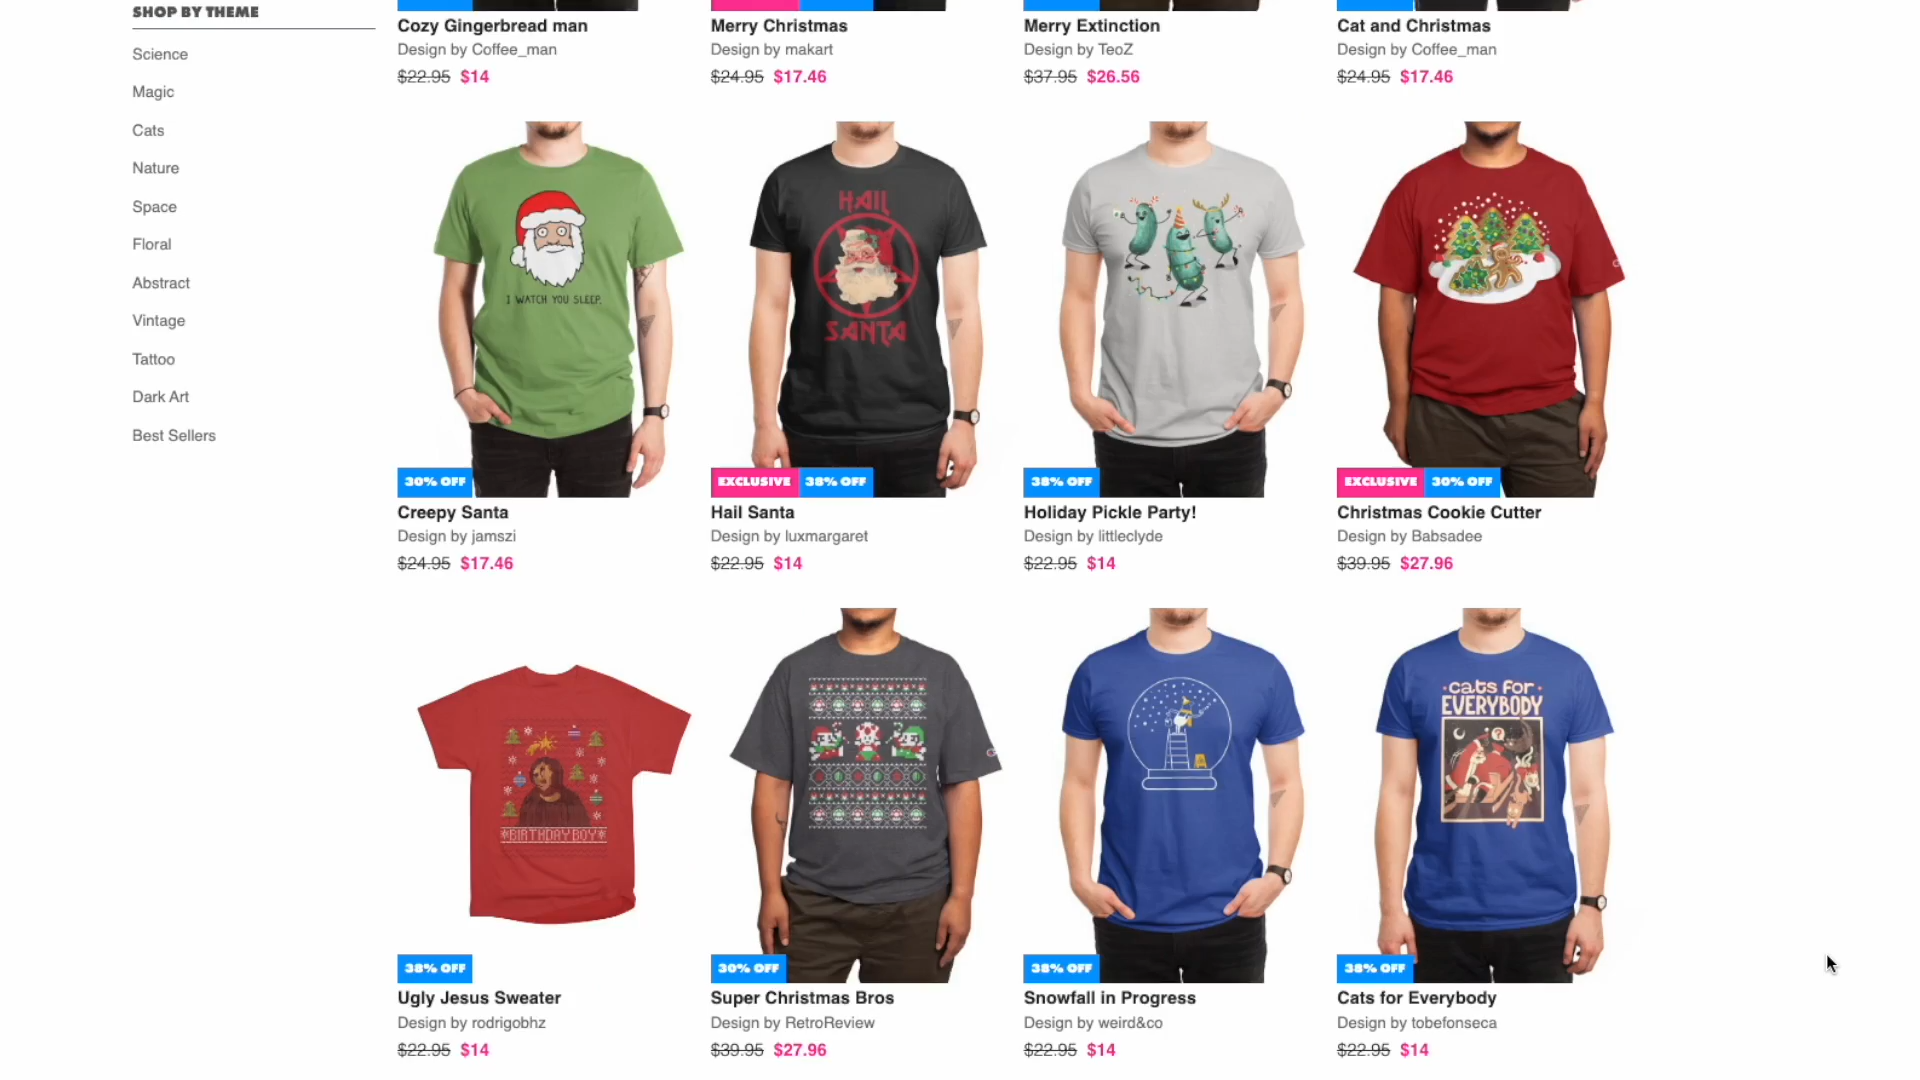 SHOP BY THEME
Science
Magic
Cats
Nature
Space
Floral
Abstract
Vintage
Tattoo
Dark Art
Best Sellers
Cozy Gingerbread man
Design by Coffee_man
$22.95 $14
Merry Christmas
Design by makart
$24.95 $17.46
Merry Extinction
Design by TeoZ
$37.95 $26.56
Cat and Christmas
Design by Coffee_man
$24.95 $17.46
I WATCH YOU SLEEP.
30% OFF
Creepy Santa
Design by jamszi
$24.95 $17.46
HAIL
SANTA
EXCLUSIVE 38% OFF
Hail Santa
Design by luxmargaret
$22.95 $14
38% OFF
Holiday Pickle Party!
Design by littleclyde
$22.95 $14
EXCLUSIVE 30% OFF
Christmas Cookie Cutter
Design by Babsadee
$39.95 $27.96
BIRTHDAY BOY
38% OFF
Ugly Jesus Sweater
Design by rodrigobhz
$22.95 $14
30% OFF
Super Christmas Bros
Design by RetroReview
$39.95 $27.96
38% OFF
Snowfall in Progress
Design by weird&co
$22.95 $14
cats for
EVERYBODY
?
38% OFF
Cats for Everybody
Design by tobefonseca
$22.95 $14